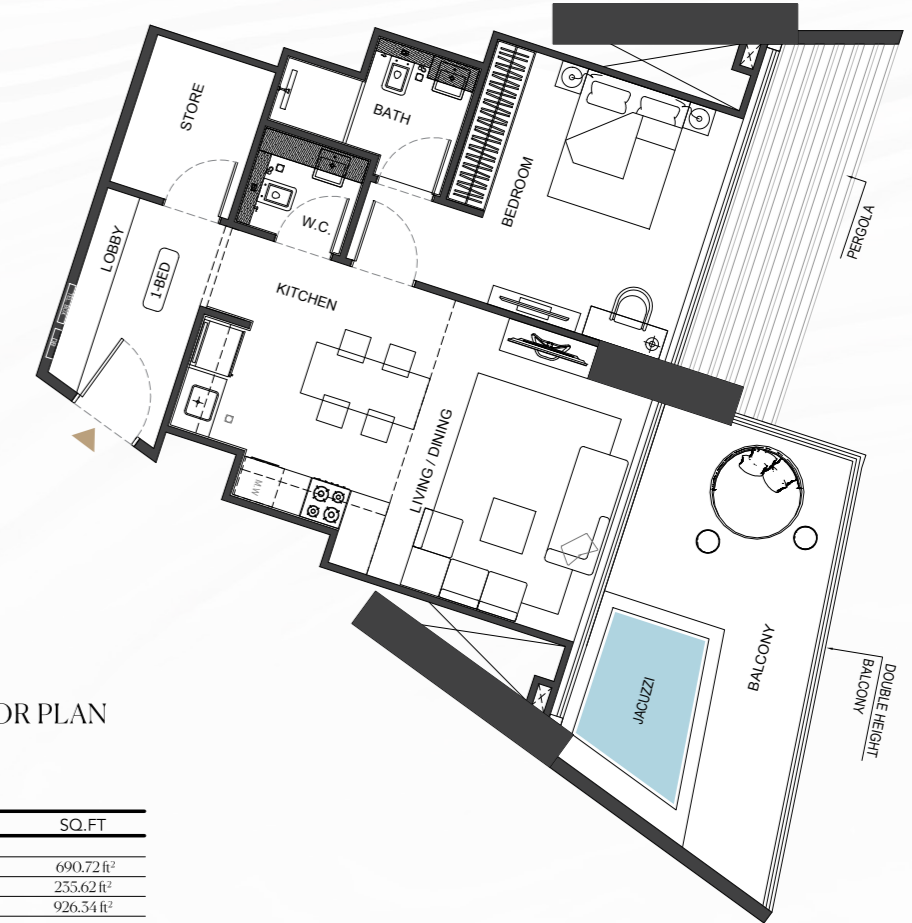 STORE
BATH
BEDROOM
PERGOLA
LOBBY
W.C.
1-BED
KITCHEN
LIVING / DINING
MW
BALCONY
JACUZZI
DOUBLE HEIGHT
BALCONY
OR PLAN
SQ.FT
690.72 ft²
235.62 ft²
926.34 ft²